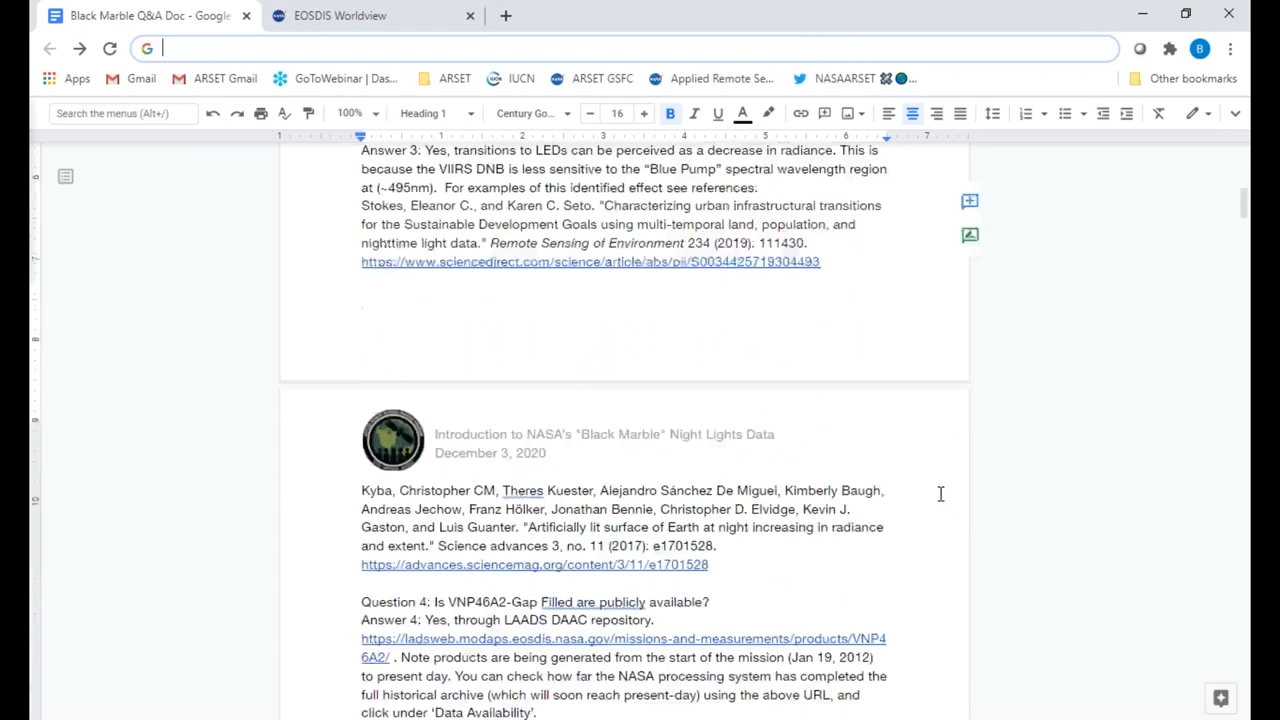 Black Marble Q&A Doc - Google
EOSDIS Worldview
Apps
Gmail
ARSET Gmail
GoToWebinar | Das...
ARSET
IUCN
ARSET GSFC
Applied Remote Se...
NASAARSET
Other bookmarks
Search the menus (Alt+/)
100%
Heading 1
Century Go...
16
B I U A
1 1 2 3 4 5 6 7
Answer 3: Yes, transitions to LEDs can be perceived as a decrease in radiance. This is
because the VIIRS DNB is less sensitive to the “Blue Pump” spectral wavelength region
at (~495nm). For examples of this identified effect see references:
Stokes, Eleanor C., and Karen C. Seto. "Characterizing urban infrastructural transitions
for the Sustainable Development Goals using multi-temporal land, population, and
nighttime light data." Remote Sensing of Environment 234 (2019): 111430.
https://www.sciencedirect.com/science/article/abs/pii/S0034425719304493
Introduction to NASA's "Black Marble" Night Lights Data
December 3, 2020
Kyba, Christopher CM, Theres Kuester, Alejandro Sánchez De Miguel, Kimberly Baugh,
Andreas Jechow, Franz Hölker, Jonathan Bennie, Christopher D. Elvidge, Kevin J.
Gaston, and Luis Guanter. "Artificially lit surface of Earth at night increasing in radiance
and extent." Science advances 3, no. 11 (2017): e1701528.
https://advances.sciencemag.org/content/3/11/e1701528
Question 4: Is VNP46A2-Gap Filled are publicly available?
Answer 4: Yes, through LAADS DAAC repository.
https://ladsweb.modaps.eosdis.nasa.gov/missions-and-measurements/products/VNP4
6A2/ . Note products are being generated from the start of the mission (Jan 19, 2012)
to present day. You can check how far the NASA processing system has completed the
full historical archive (which will soon reach present-day) using the above URL, and
click under ‘Data Availability’.